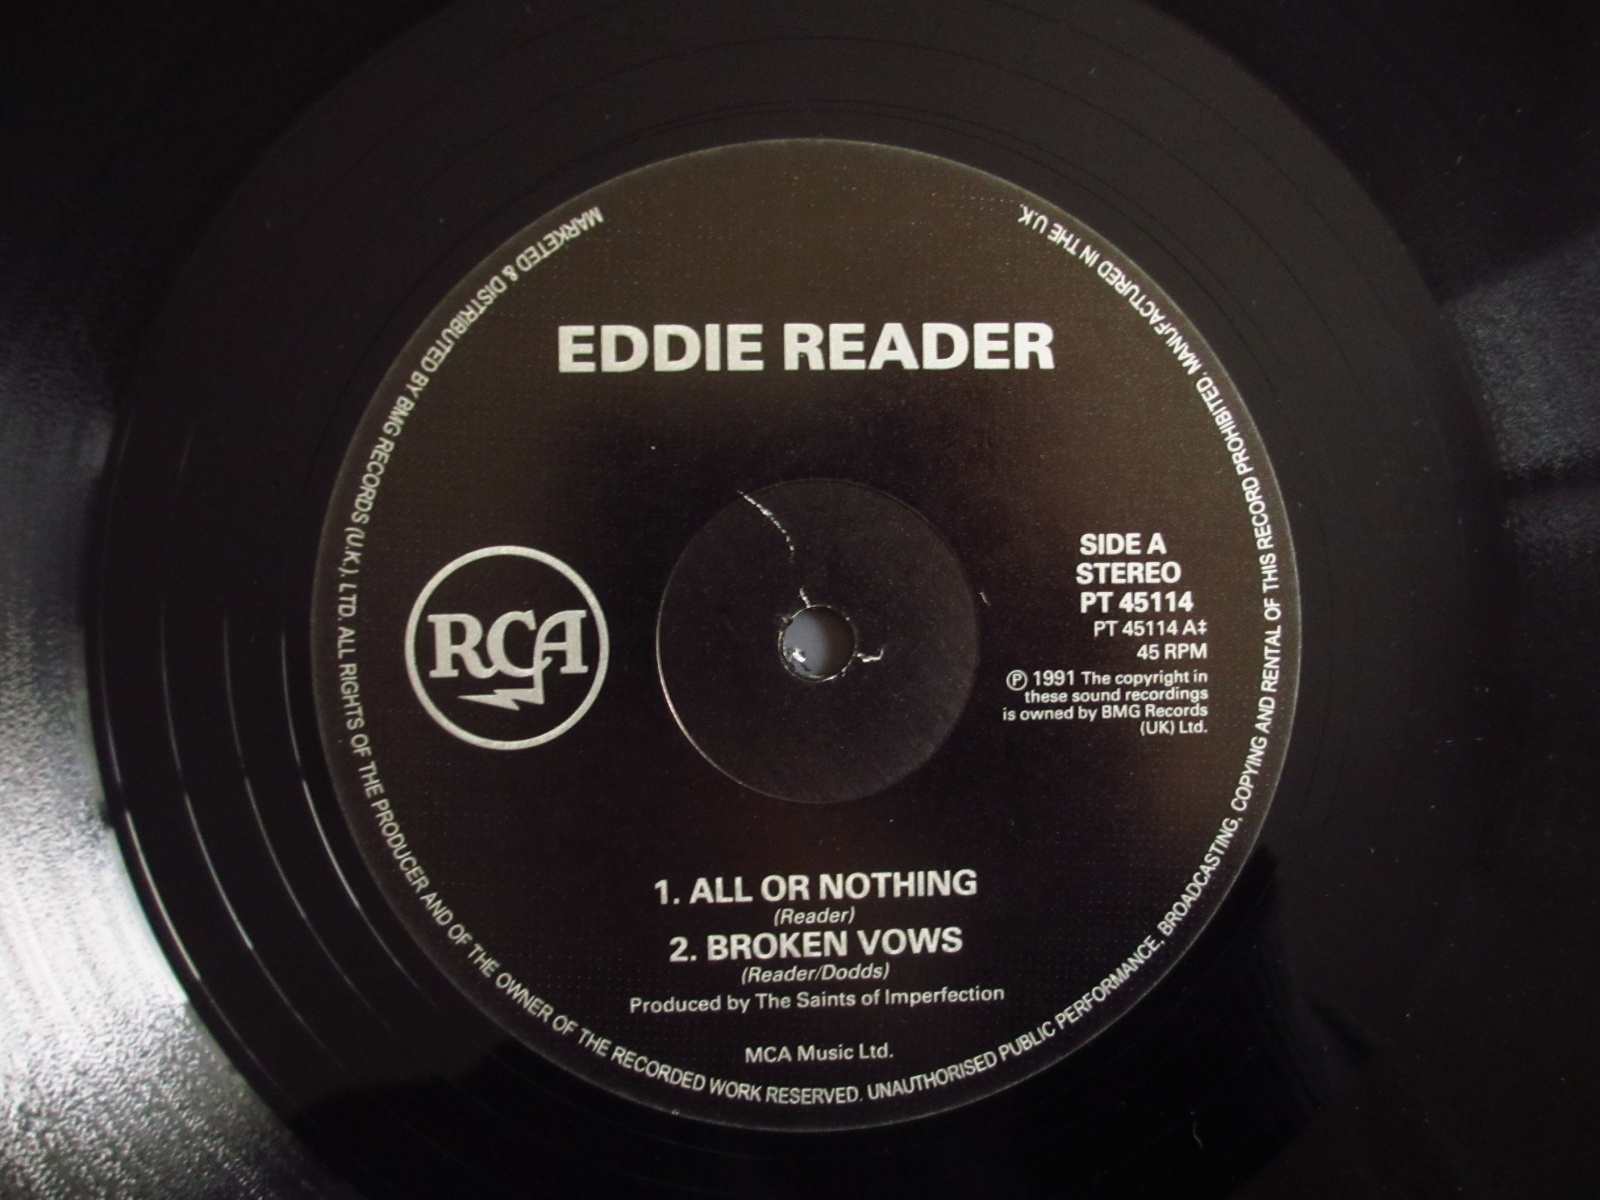 EDDIE READER
RCA
SIDE A
STEREO
PT 45114
PT 45114 A‡
45 RPM
℗ 1991 The copyright in
these sound recordings
is owned by BMG Records
(UK) Ltd.
1. ALL OR NOTHING
(Reader)
2. BROKEN VOWS
(Reader/Dodds)
Produced by The Saints of Imperfection
MCA Music Ltd.
MARKETED & DISTRIBUTED BY BMG RECORDS (U.K.). LTD. ALL RIGHTS OF THE PRODUCER AND OF THE OWNER OF THE RECORDED WORK RESERVED. UNAUTHORISED PUBLIC PERFORMANCE, BROADCASTING, COPYING AND RENTAL OF THIS RECORD PROHIBITED. MANUFACTURED IN THE U.K.